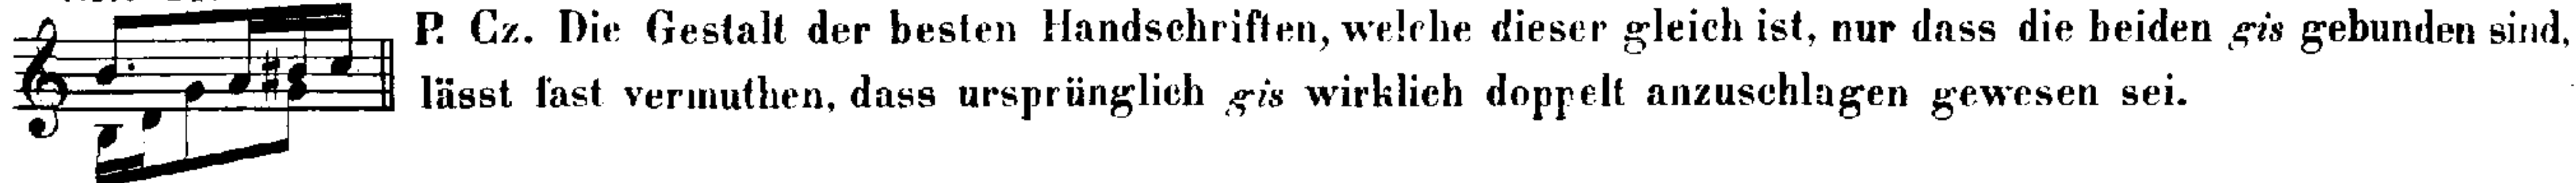 P. Cz. Die Gestalt der besten Handschriften, welche dieser gleich ist, nur dass die beiden gis gebunden sind,
lässt fast vermuthen, dass ursprünglich gis wirklich doppelt anzuschlagen gewesen sei.